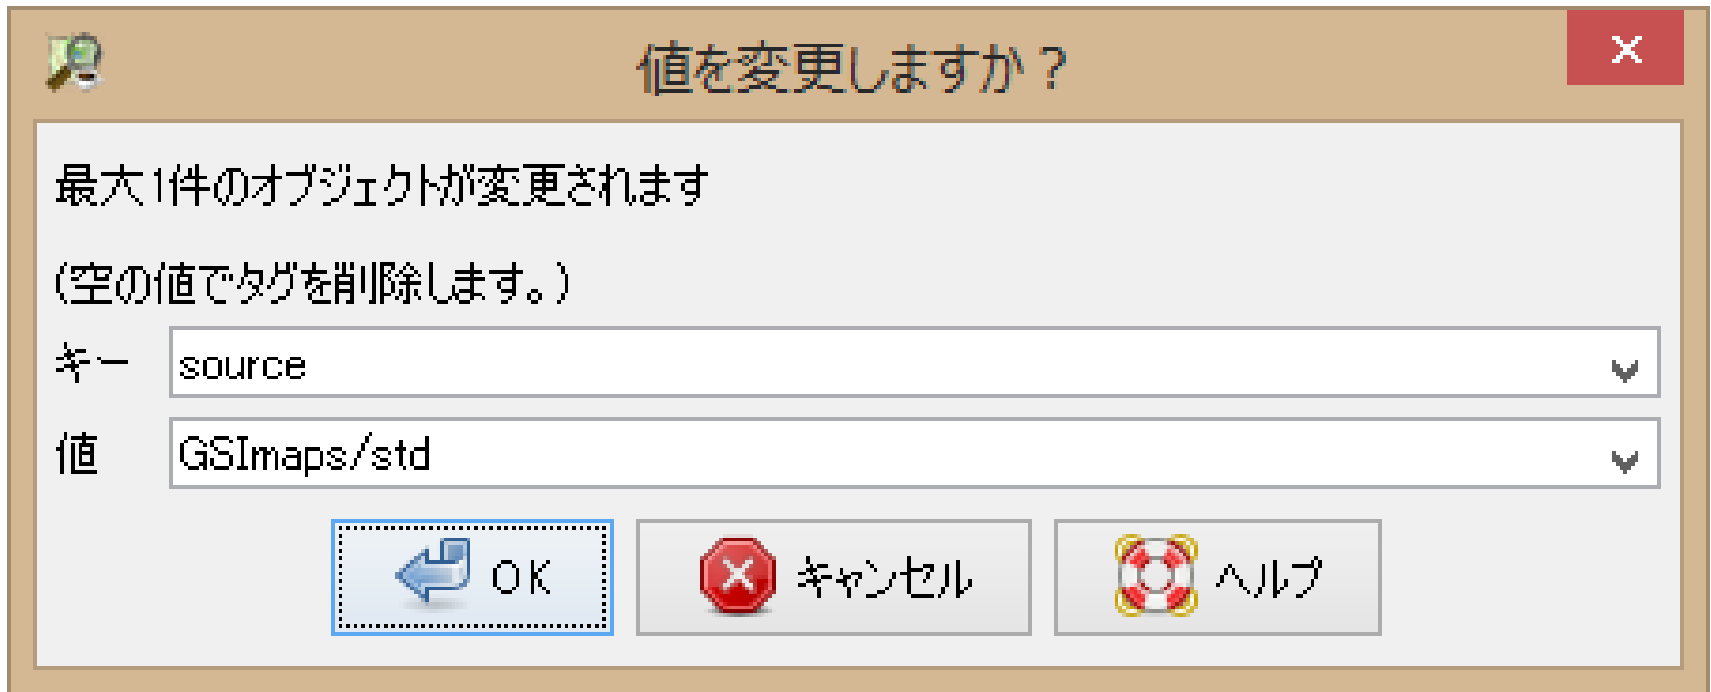 値を変更しますか？
最大1件のオブジェクトが変更されます
(空の値でタグを削除します。)
キー source
値 GSImaps/std
OK キャンセル ヘルプ